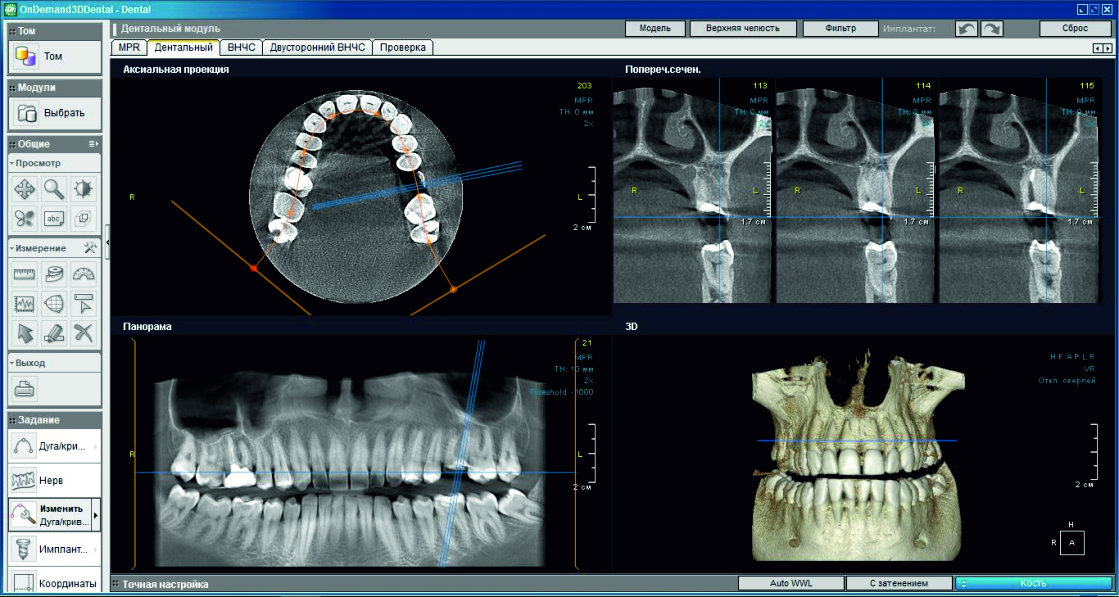 OnDemand3DDental - Dental
Том
Том
Модули
Выбрать
Общие
Просмотр
abc
Измерение
Выход
Задание
Дуга/кри...
Нерв
Изменить
Дуга/крив...
Имплант...
Координаты
Дентальный модуль
Модель
Верхняя челюсть
Фильтр
Имплантат:
Сброс
MPR
Дентальный
ВНЧС
Двусторонний ВНЧС
Проверка
Аксиальная проекция
203
MPR
TH: 0 мм
2x
R
L
2 см
Попереч.сечен.
113
MPR
TH: 0 мм
2x
R
L
1.7 см
114
MPR
TH: 0 мм
2x
R
L
1.7 см
115
MPR
TH: 0 мм
2x
R
L
1.7 см
Панорама
21
MPR
TH: 10 мм
2x
Threshold -1000
R
L
2 см
3D
H F A P L R
VR
Откл. сверлей
2 см
H
R
A
Точная настройка
Auto WWL
С затенением
Кость